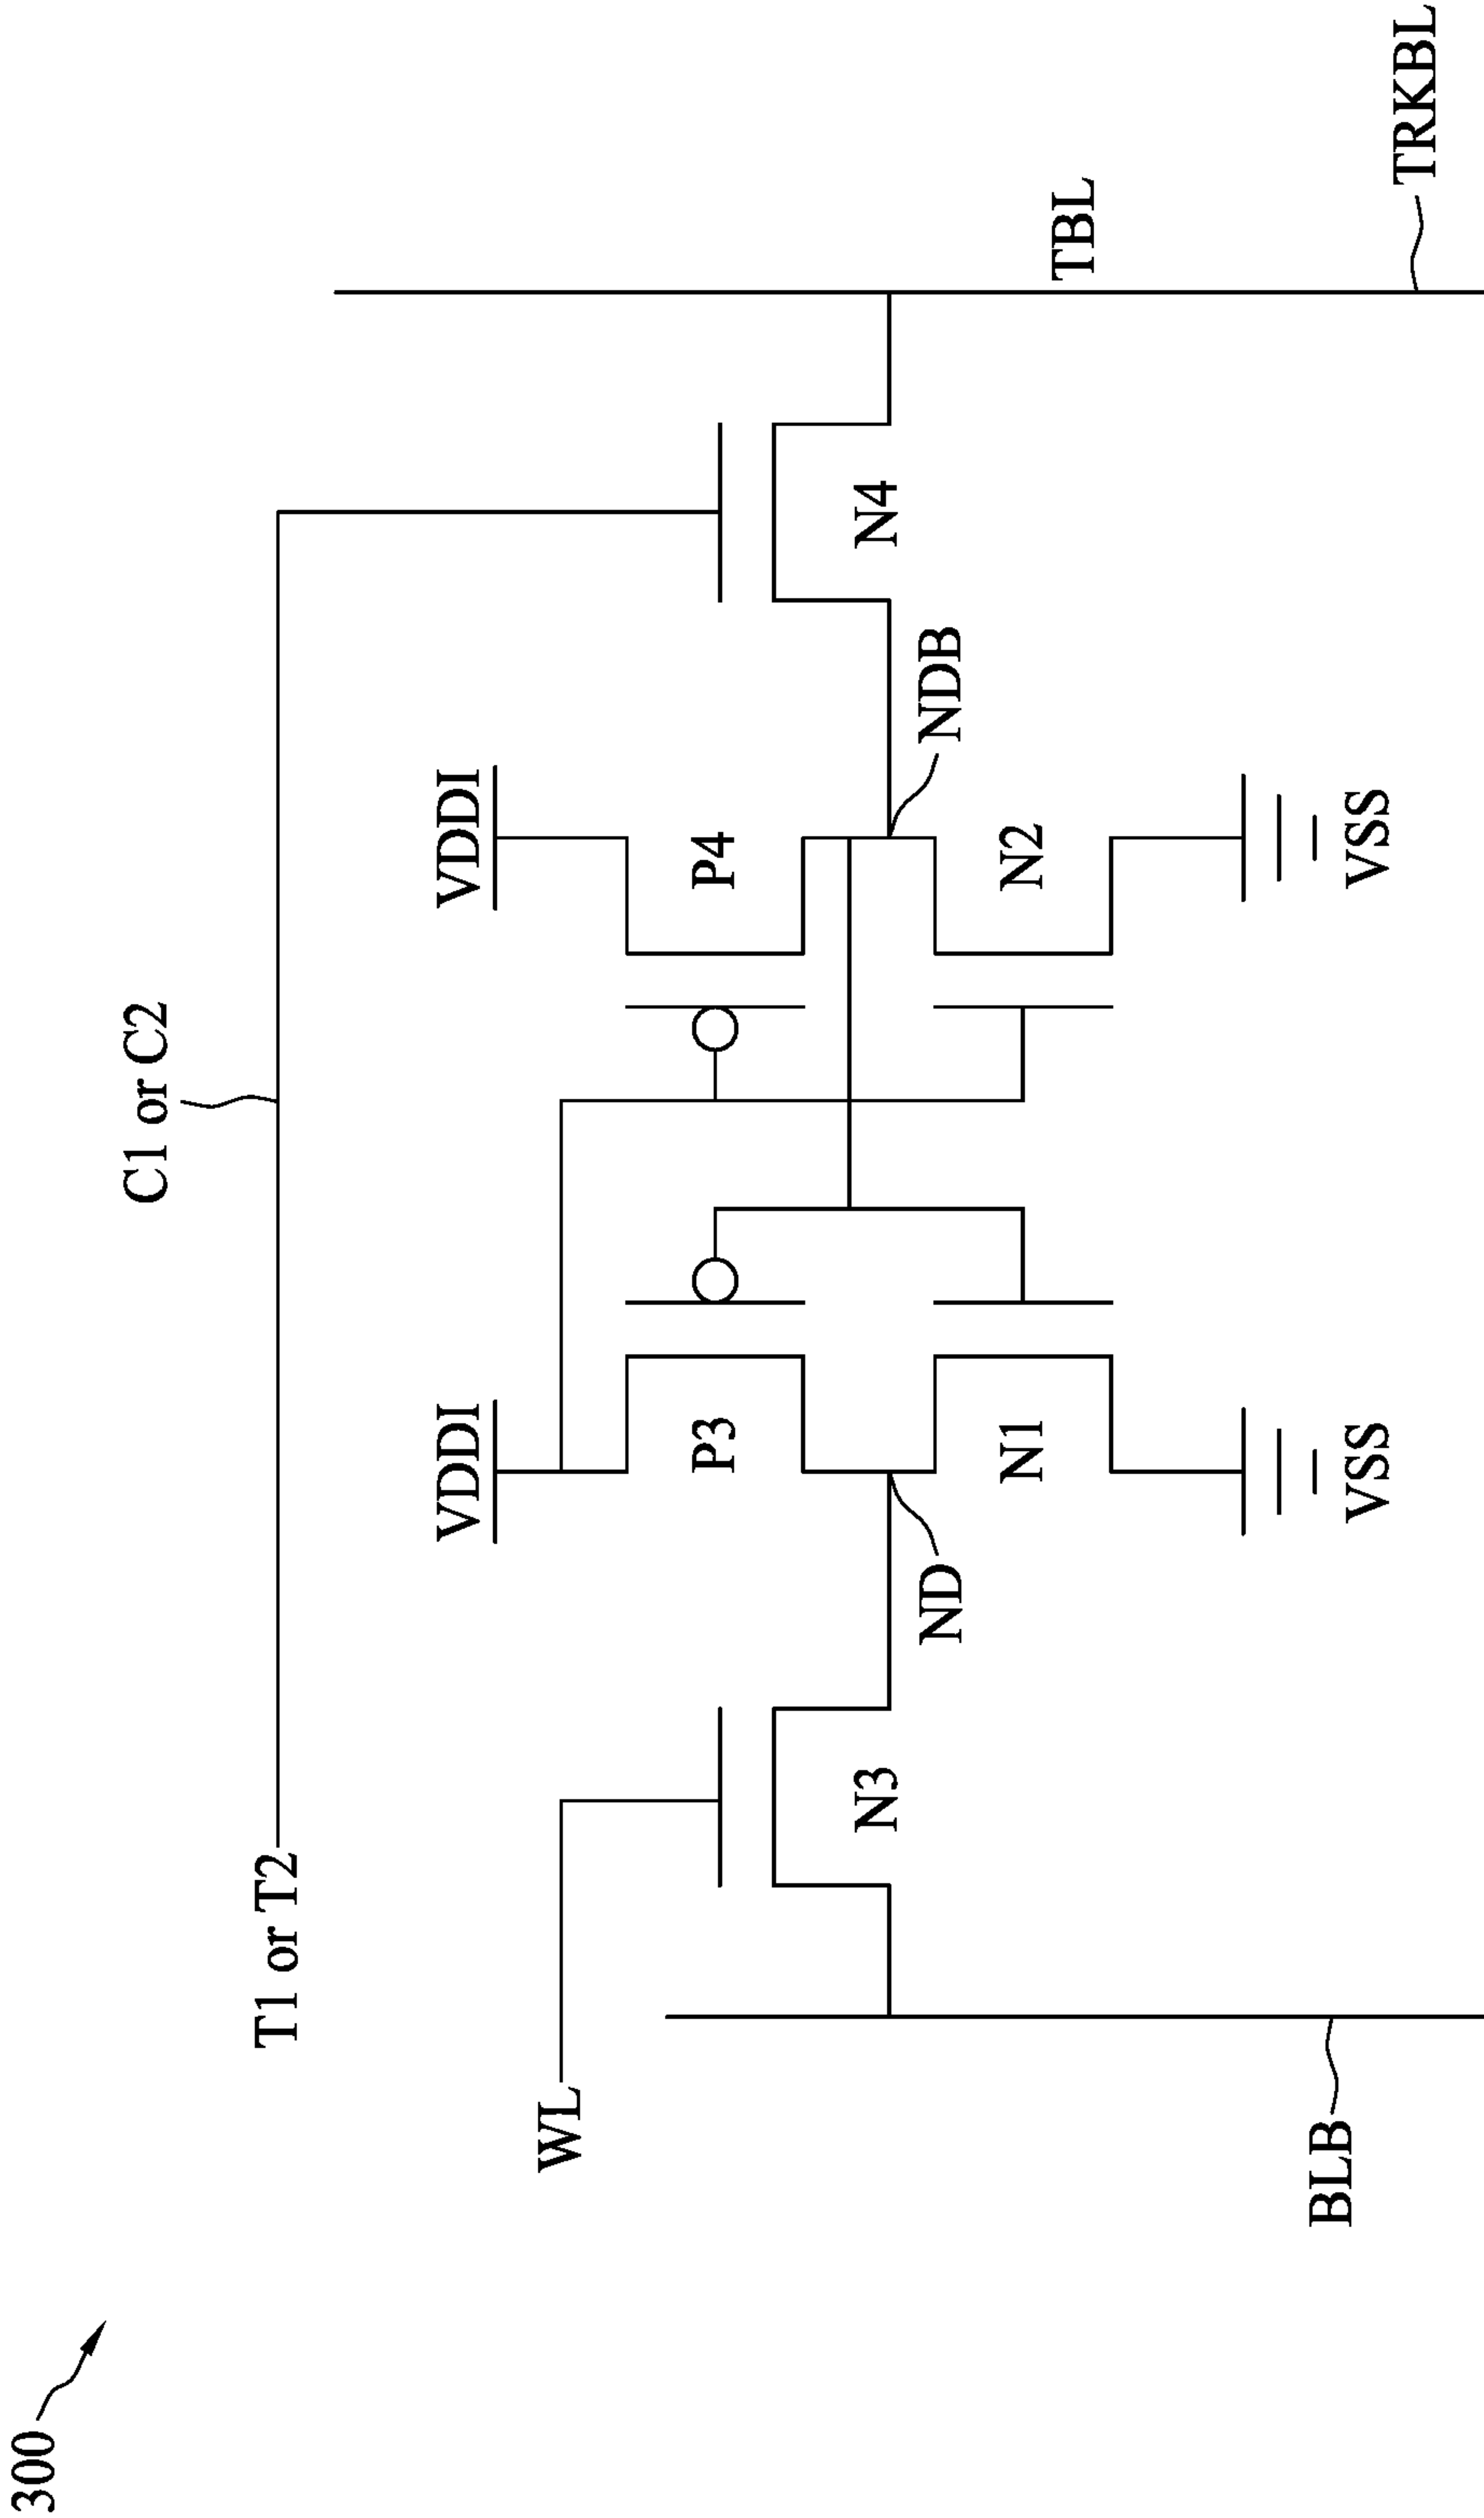 300
C1 or C2
T1 or T2
WL
VDDI
VDDI
P3
P4
N3
N4
ND
NDB
N1
N2
TBL
BLB
VSS
VSS
TRKBL